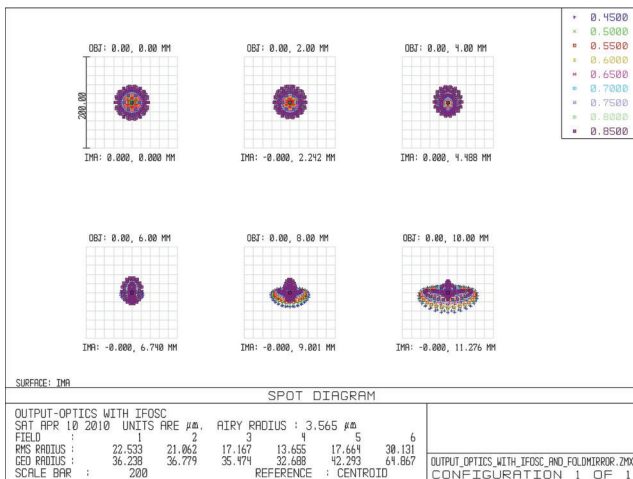 + 0.4500
× 0.5000
0.5500
0.6000
0.6500
0.7000
0.7500
0.8000
0.8500
OBJ: 0.00, 0.00 MM
OBJ: 0.00, 2.00 MM
OBJ: 0.00, 4.00 MM
200.00
IMA: 0.000, 0.000 MM
IMA: -0.000, 2.242 MM
IMA: 0.000, 4.488 MM
OBJ: 0.00, 6.00 MM
OBJ: 0.00, 8.00 MM
OBJ: 0.00, 10.00 MM
IMA: -0.000, 6.740 MM
IMA: -0.000, 9.001 MM
IMA: -0.000, 11.276 MM
SURFACE: IMA
SPOT DIAGRAM
OUTPUT-OPTICS WITH IFOSC
SAT APR 10 2010 UNITS ARE µm. AIRY RADIUS : 3.565 µm
FIELD : 1 2 3 4 5 6
RMS RADIUS : 22.533 21.062 17.167 13.655 17.664 30.131
GEO RADIUS : 36.238 36.779 35.474 32.688 42.293 64.867
SCALE BAR : 200 REFERENCE : CENTROID
OUTPUT_OPTICS_WITH_IFOSC_AND_FOLDMIRROR.ZMX
CONFIGURATION 1 OF 1